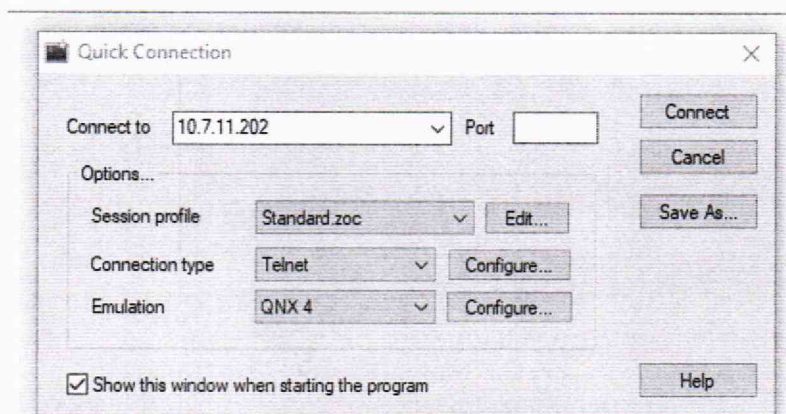 Quick Connection
Connect to 10.7.11.202 Port Connect
Cancel
Options...
Session profile Standard.zoc Edit... Save As...
Connection type Telnet Configure...
Emulation QNX 4 Configure...
Show this window when starting the program Help